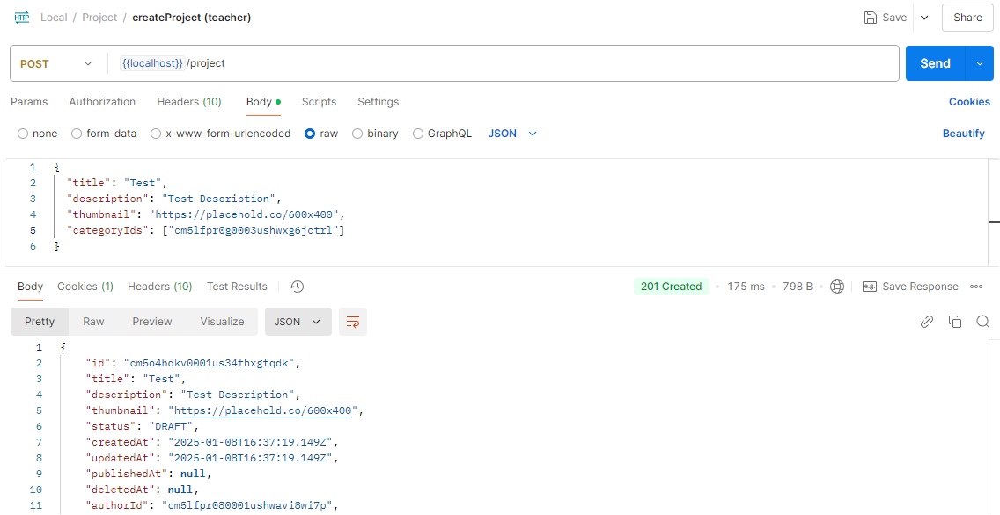 HTTP Local / Project / createProject (teacher) Save Share
POST {{localhost}} /project Send
Params Authorization Headers (10) Body Scripts Settings Cookies
none form-data x-www-form-urlencoded raw binary GraphQL JSON Beautify
1 {
2 "title": "Test",
3 "description": "Test Description",
4 "thumbnail": "https://placehold.co/600x400",
5 "categoryIds": ["cm5lfpr0g0003ushwxg6jctrl"]
6 }
Body Cookies (1) Headers (10) Test Results 201 Created 175 ms 798 B e.g. Save Response
Pretty Raw Preview Visualize JSON
1 {
2 "id": "cm5o4hdkv0001us34thxgtqdk",
3 "title": "Test",
4 "description": "Test Description",
5 "thumbnail": "https://placehold.co/600x400",
6 "status": "DRAFT",
7 "createdAt": "2025-01-08T16:37:19.149Z",
8 "updatedAt": "2025-01-08T16:37:19.149Z",
9 "publishedAt": null,
10 "deletedAt": null,
11 "authorId": "cm5lfpr080001ushwavi8wi7p",